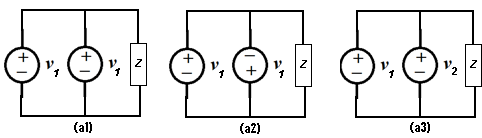 + − v1 + − v1 z
(a1)
+ − v1 − + v1 z
(a2)
+ − v1 + − v2 z
(a3)